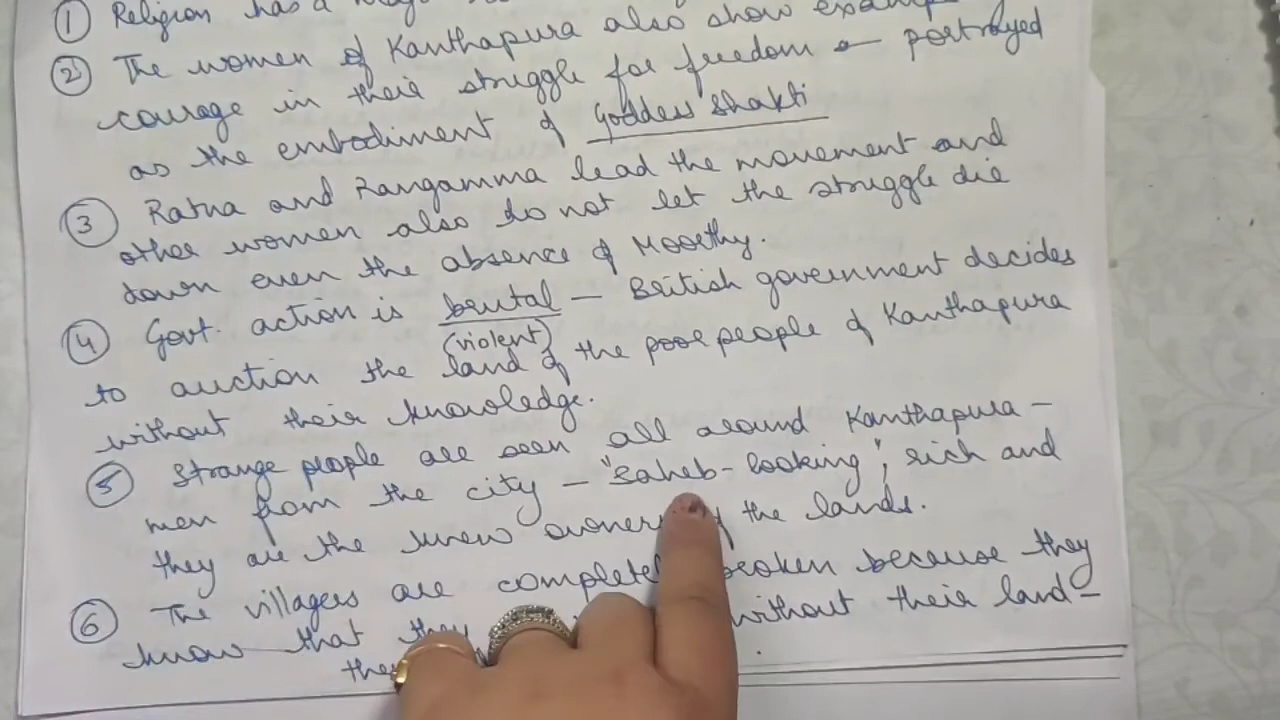 ① Religion has a
② The women of Kanthapura also show
courage in their struggle for freedom — portrayed
as the embodiment of Goddess Shakti
③ Ratna and Rangamma lead the movement and
other women also do not let the struggle die
down even the absence of Moorthy.
④ Govt. action is brutal — British government decides
(violent)
to auction the land of the poor people of Kanthapura
without their knowledge.
⑤ Strange people are seen all around Kanthapura -
men from the city - "Saheb-looking", rich and
they are the new owners of the lands.
⑥ The villagers are broken because they
know that they without their land-